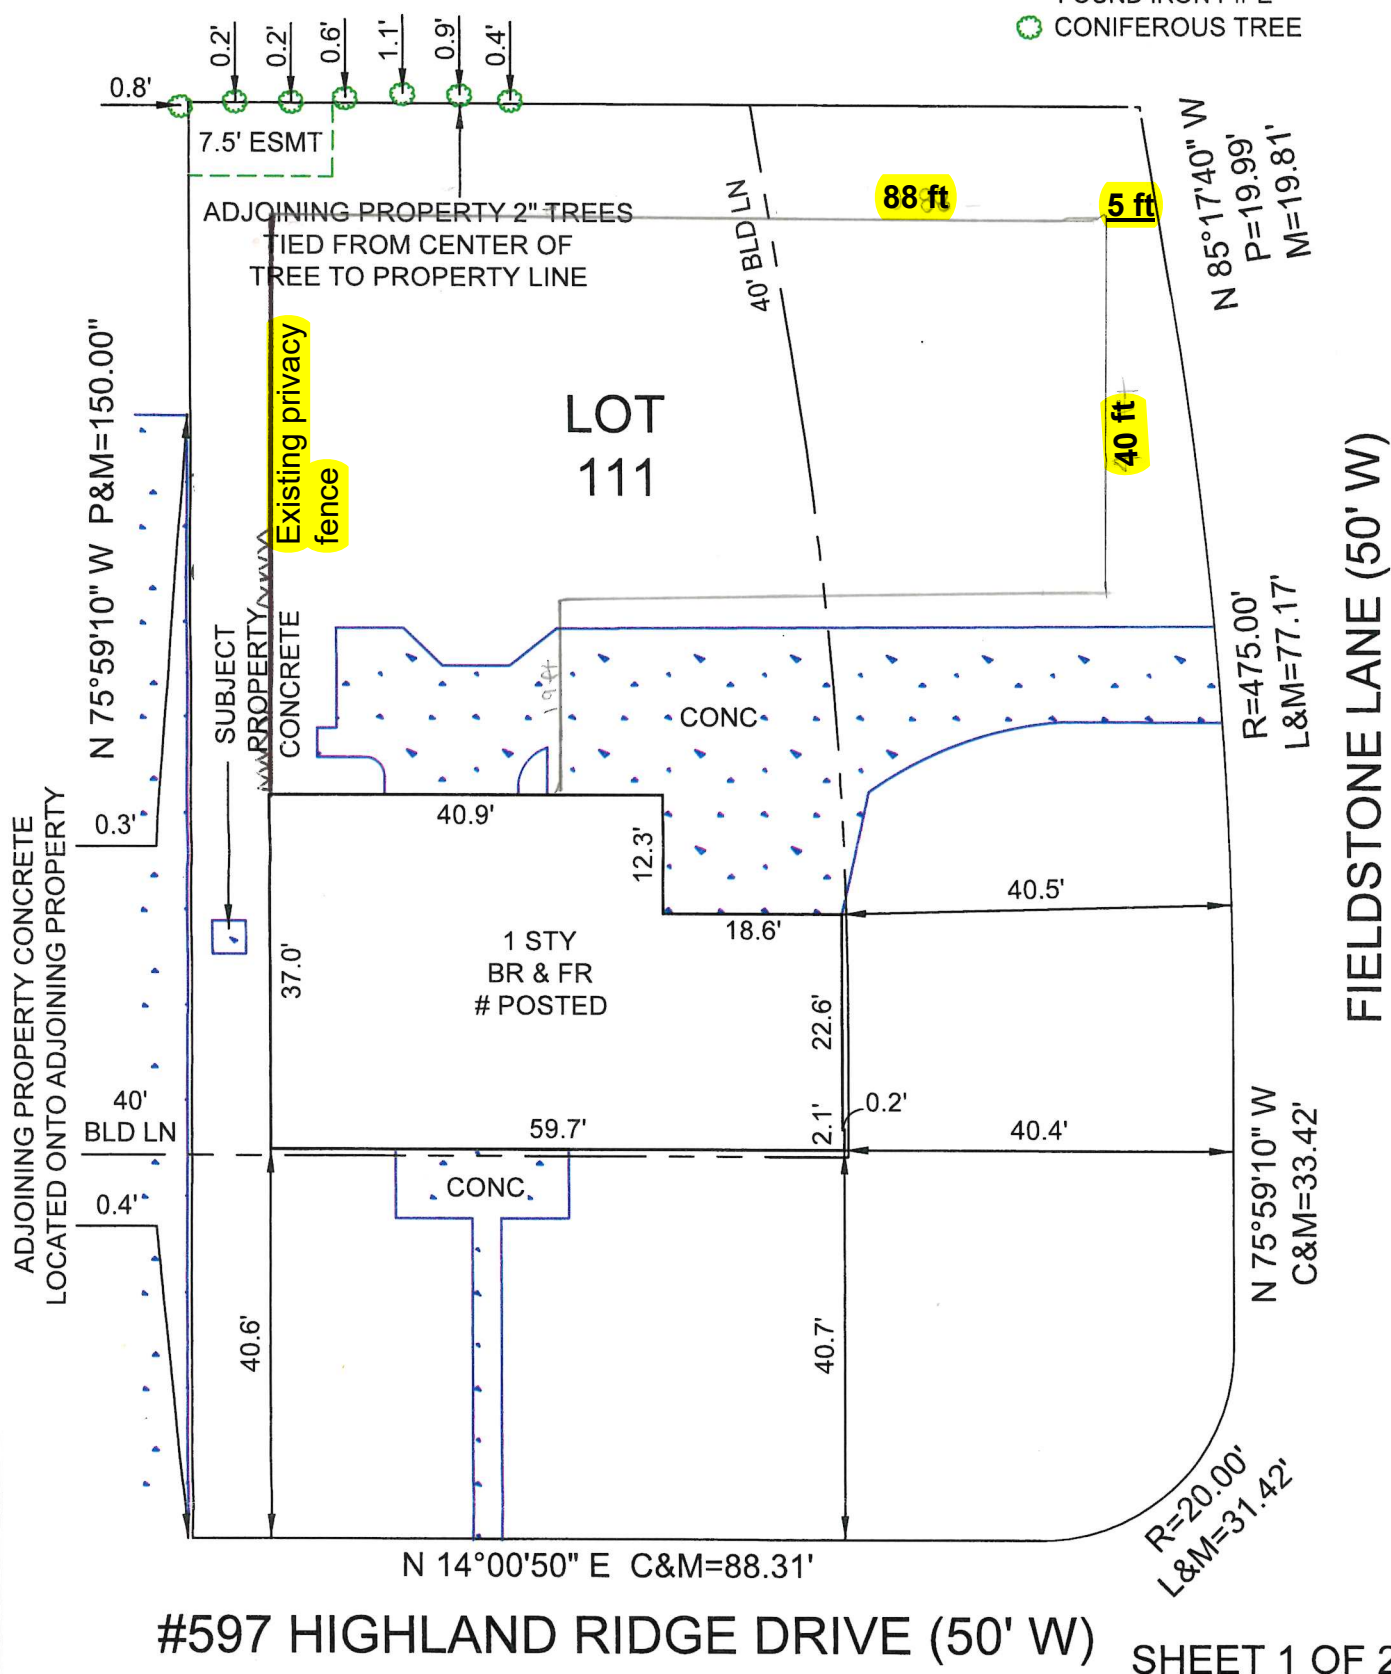 CONIFEROUS TREE
0.2'
0.2'
0.6'
1.1'
0.9'
0.4'
0.8'
7.5' ESMT
ADJOINING PROPERTY 2" TREES
TIED FROM CENTER OF
TREE TO PROPERTY LINE
40' BLD LN
88 ft
5 ft
N 85°17'40" W
P=19.99'
M=19.81'
N 75°59'10" W P&M=150.00"
Existing privacy
fence
LOT
111
40 ft
FIELDSTONE LANE (50' W)
SUBJECT
PROPERTY
CONCRETE
19 ft
CONC
R=475.00'
L&M=77.17'
0.3'
40.9'
12.3'
18.6'
40.5'
ADJOINING PROPERTY CONCRETE
LOCATED ONTO ADJOINING PROPERTY
37.0'
1 STY
BR & FR
# POSTED
22.6'
2.1'
0.2'
40'
BLD LN
59.7'
40.4'
CONC
0.4'
N 75°59'10" W
C&M=33.42'
40.6'
40.7'
R=20.00'
L&M=31.42'
N 14°00'50" E C&M=88.31'
#597 HIGHLAND RIDGE DRIVE (50' W)
SHEET 1 OF 2